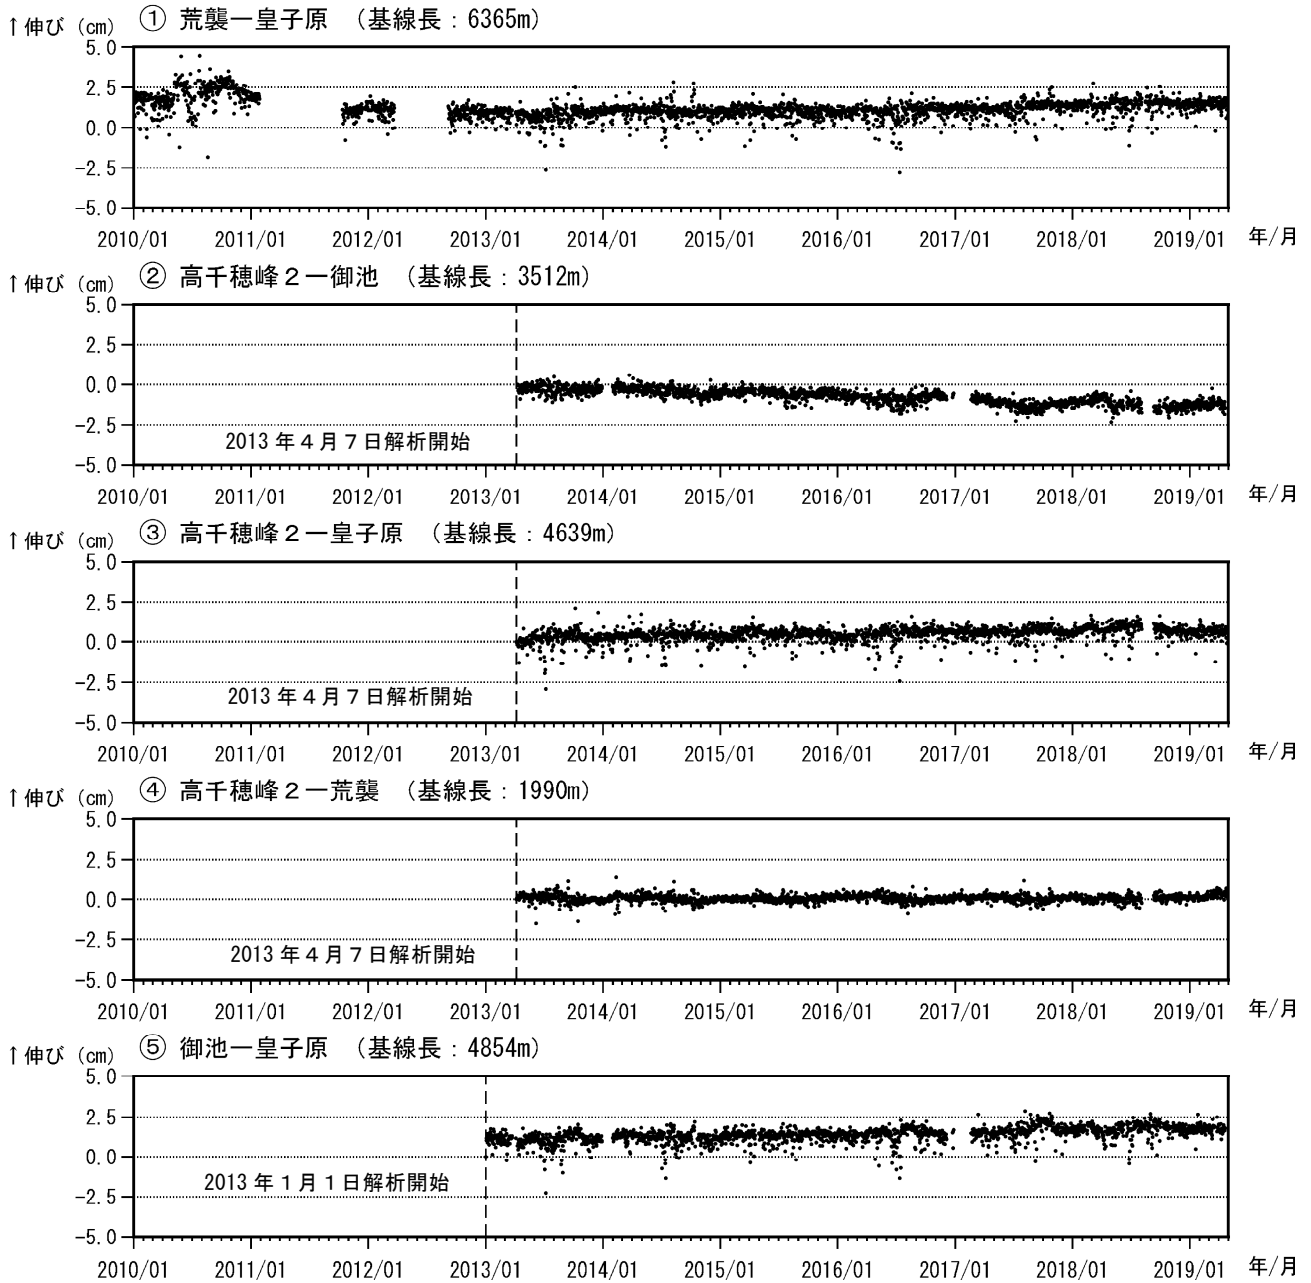 ↑伸び (cm) ① 荒襲ー皇子原 （基線長：6365m）
5.0
2.5
0.0
−2.5
−5.0
2010/01 2011/01 2012/01 2013/01 2014/01 2015/01 2016/01 2017/01 2018/01 2019/01 年/月
↑伸び (cm) ② 高千穂峰２ー御池 （基線長：3512m）
5.0
2.5
0.0
−2.5
2013年４月７日解析開始
−5.0
2010/01 2011/01 2012/01 2013/01 2014/01 2015/01 2016/01 2017/01 2018/01 2019/01 年/月
↑伸び (cm) ③ 高千穂峰２ー皇子原 （基線長：4639m）
5.0
2.5
0.0
−2.5
2013年４月７日解析開始
−5.0
2010/01 2011/01 2012/01 2013/01 2014/01 2015/01 2016/01 2017/01 2018/01 2019/01 年/月
↑伸び (cm) ④ 高千穂峰２ー荒襲 （基線長：1990m）
5.0
2.5
0.0
−2.5
2013年４月７日解析開始
−5.0
2010/01 2011/01 2012/01 2013/01 2014/01 2015/01 2016/01 2017/01 2018/01 2019/01 年/月
↑伸び (cm) ⑤ 御池ー皇子原 （基線長：4854m）
5.0
2.5
0.0
2013年１月１日解析開始
−2.5
−5.0
2010/01 2011/01 2012/01 2013/01 2014/01 2015/01 2016/01 2017/01 2018/01 2019/01 年/月